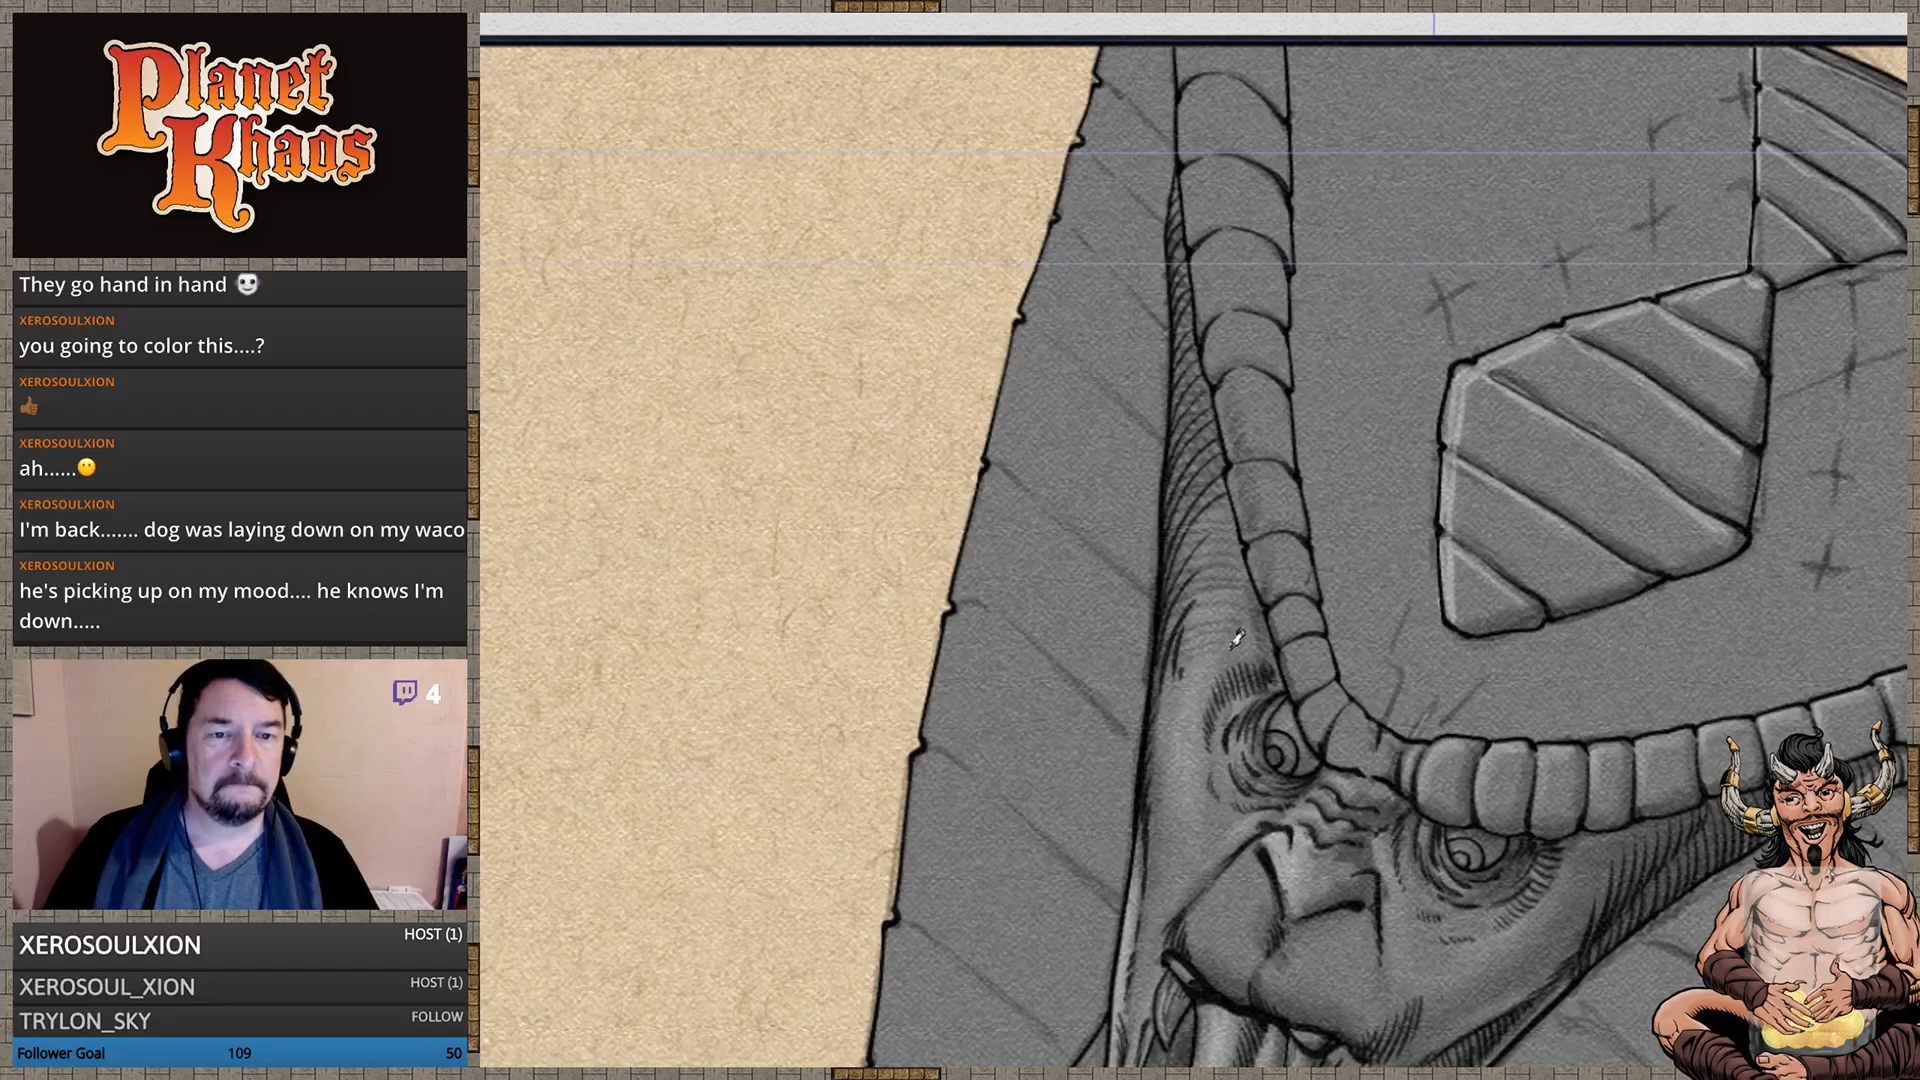 Planet
Khaos
They go hand in hand
XEROSOULXION
you going to color this....?
XEROSOULXION
XEROSOULXION
ah......
XEROSOULXION
I'm back....... dog was laying down on my waco
XEROSOULXION
he's picking up on my mood.... he knows I'm
down.....
4
XEROSOULXION HOST (1)
XEROSOUL_XION HOST (1)
TRYLON_SKY FOLLOW
Follower Goal 109 50